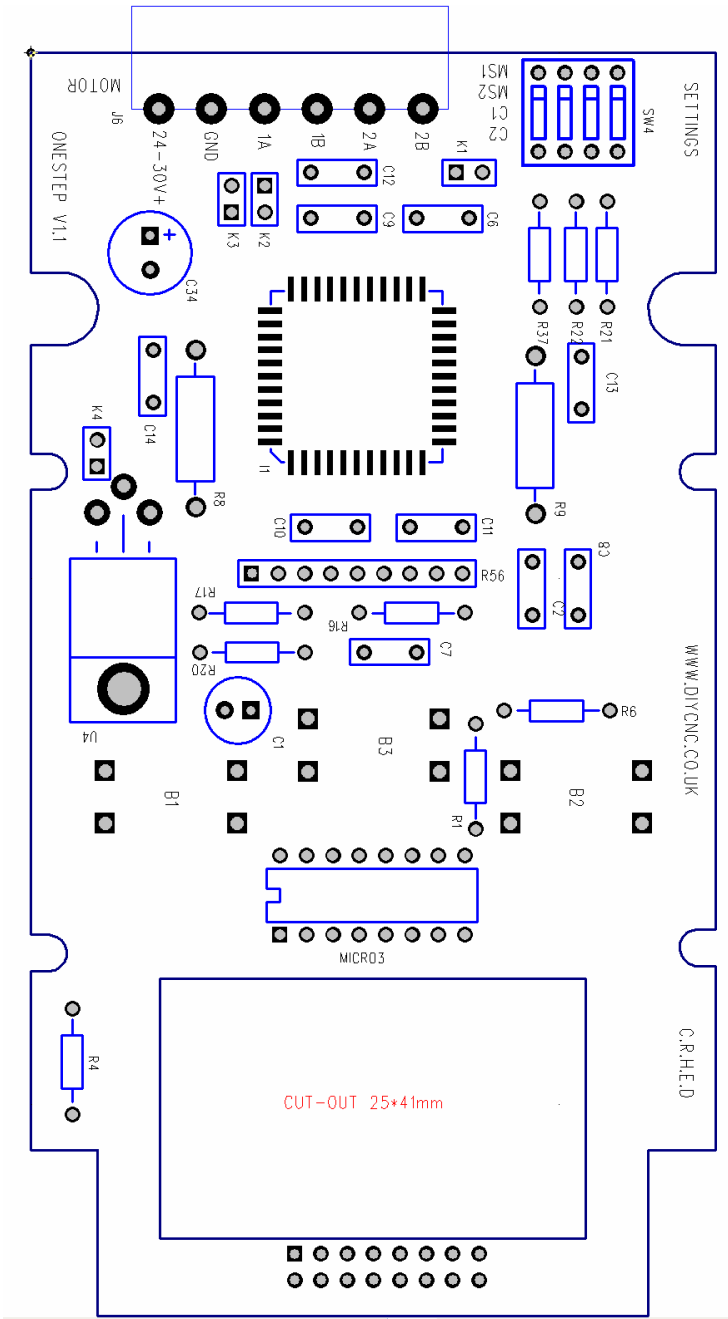 MOTOR
J6
24-30V+
GND
1A
1B
2A
2B
MS1
MS2
C1
C2
SW4
SETTINGS
ONESTEP V1.1
K1
C12
K3
K2
C9
C6
C34
R37
R22
R21
C13
C14
K4
R8
I1
R9
C10
C11
R56
C8
C2
R17
R16
R20
C7
WWW.DIYCNC.CO.UK
C1
U4
B3
R6
B1
R1
B2
MICRO3
R4
C.R.H.E.D
CUT-OUT 25*41mm